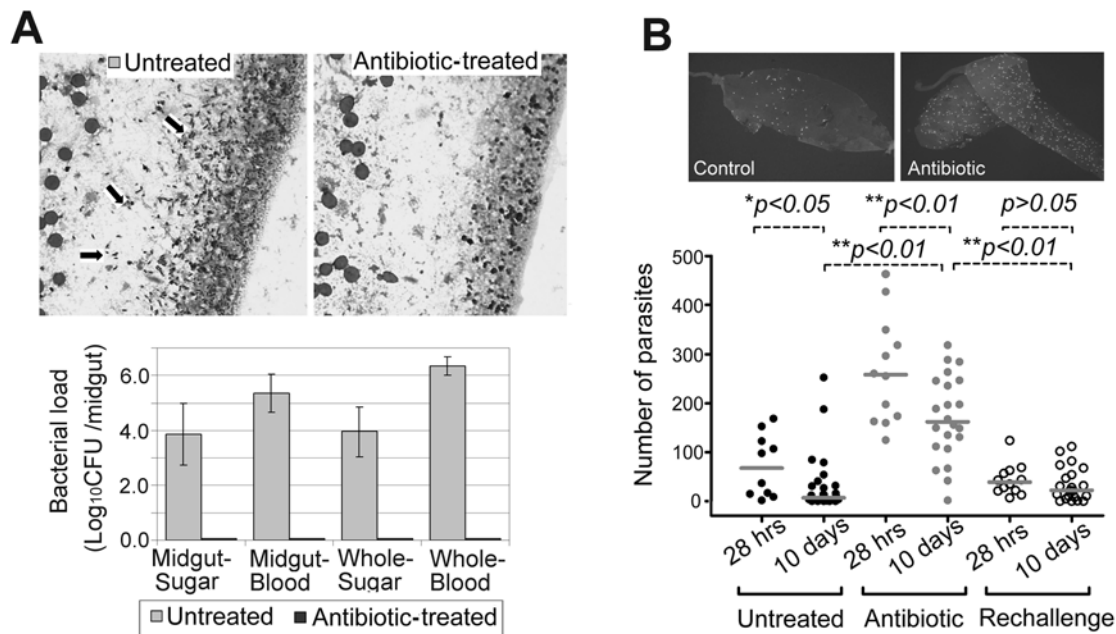 A
Untreated
Antibiotic-treated
Bacterial load
(Log10CFU /midgut)
6.0
4.0
2.0
0.0
Midgut-
Sugar
Midgut-
Blood
Whole-
Sugar
Whole-
Blood
Untreated
Antibiotic-treated
B
Control
Antibiotic
*p<0.05
**p<0.01
p>0.05
**p<0.01
**p<0.01
Number of parasites
500
400
300
200
100
0
28 hrs
10 days
28 hrs
10 days
28 hrs
10 days
Untreated
Antibiotic
Rechallenge